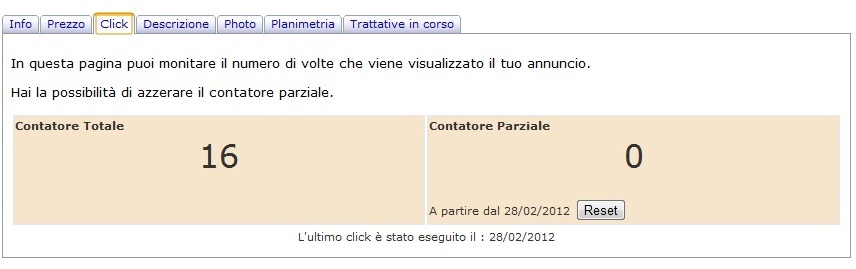 Info Prezzo Click Descrizione Photo Planimetria Trattative in corso
In questa pagina puoi monitare il numero di volte che viene visualizzato il tuo annuncio.
Hai la possibilità di azzerare il contatore parziale.
Contatore Totale
16
Contatore Parziale
0
A partire dal 28/02/2012 Reset
L'ultimo click è stato eseguito il : 28/02/2012